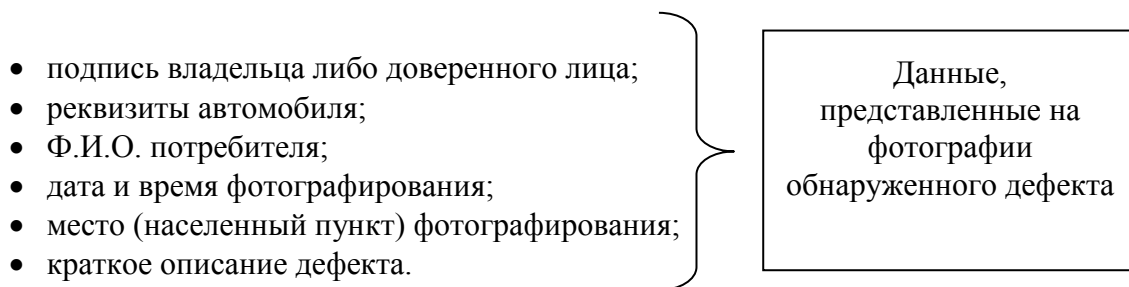 • подпись владельца либо доверенного лица;
• реквизиты автомобиля;
• Ф.И.О. потребителя;
• дата и время фотографирования;
• место (населенный пункт) фотографирования;
• краткое описание дефекта.
Данные,
представленные на
фотографии
обнаруженного дефекта